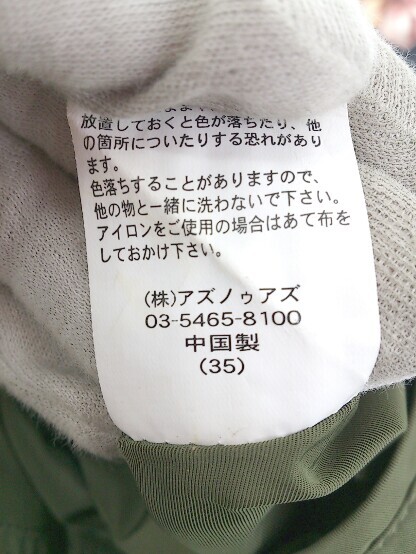 放置しておくと色が落ちたり、他
の箇所についたりする恐れがあり
ます。
色落ちすることがありますので、
他の物と一緒に洗わないで下さい。
アイロンをご使用の場合はあて布を
しておかけ下さい。
(株)アズノゥアズ
03-5465-8100
中国製
(35)